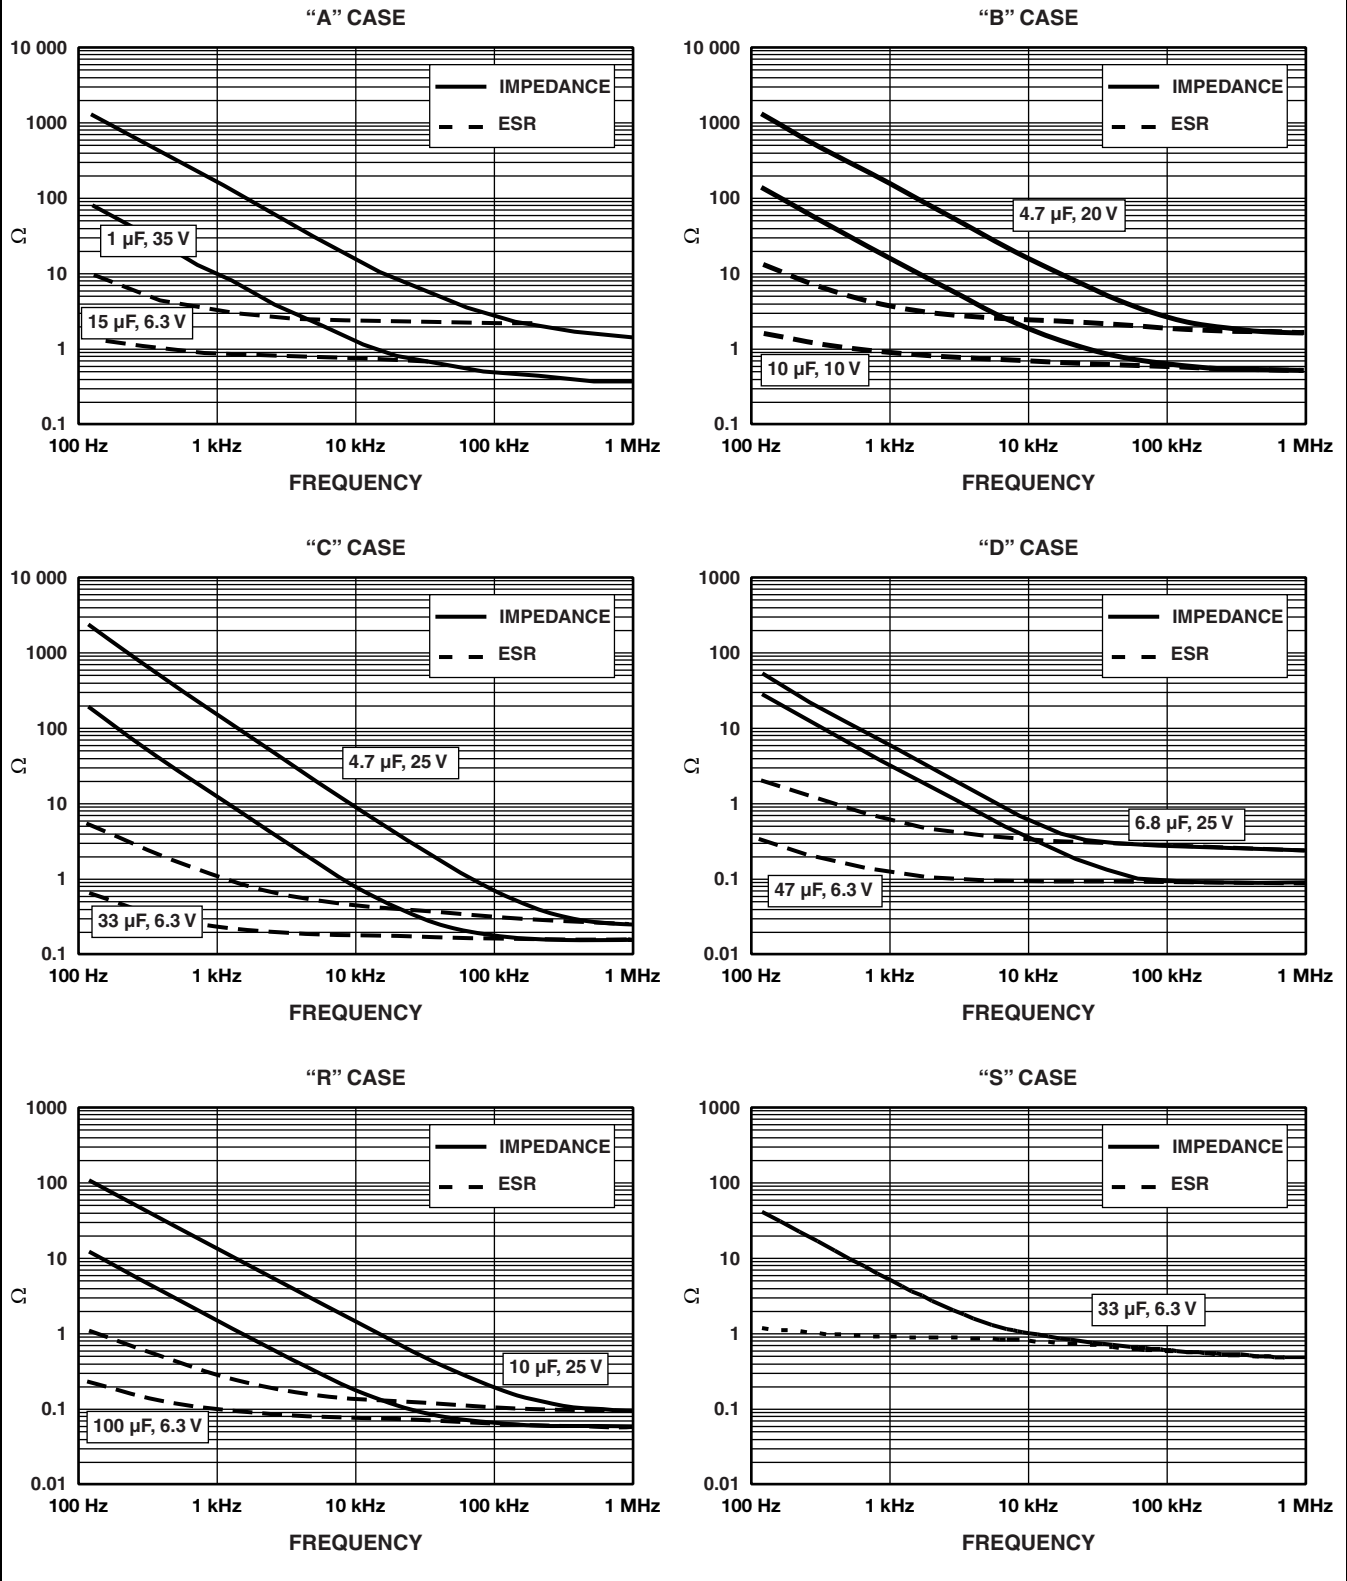 “A” CASE
10 000
1000
100
10
1
0.1
Ω
IMPEDANCE
ESR
1 µF, 35 V
15 µF, 6.3 V
100 Hz 1 kHz 10 kHz 100 kHz 1 MHz
FREQUENCY
“B” CASE
10 000
1000
100
10
1
0.1
Ω
IMPEDANCE
ESR
4.7 µF, 20 V
10 µF, 10 V
100 Hz 1 kHz 10 kHz 100 kHz 1 MHz
FREQUENCY
“C” CASE
10 000
1000
100
10
1
0.1
Ω
IMPEDANCE
ESR
4.7 µF, 25 V
33 µF, 6.3 V
100 Hz 1 kHz 10 kHz 100 kHz 1 MHz
FREQUENCY
“D” CASE
1000
100
10
1
0.1
0.01
Ω
IMPEDANCE
ESR
6.8 µF, 25 V
47 µF, 6.3 V
100 Hz 1 kHz 10 kHz 100 kHz 1 MHz
FREQUENCY
“R” CASE
1000
100
10
1
0.1
0.01
Ω
IMPEDANCE
ESR
10 µF, 25 V
100 µF, 6.3 V
100 Hz 1 kHz 10 kHz 100 kHz 1 MHz
FREQUENCY
“S” CASE
1000
100
10
1
0.1
0.01
Ω
IMPEDANCE
ESR
33 µF, 6.3 V
100 Hz 1 kHz 10 kHz 100 kHz 1 MHz
FREQUENCY